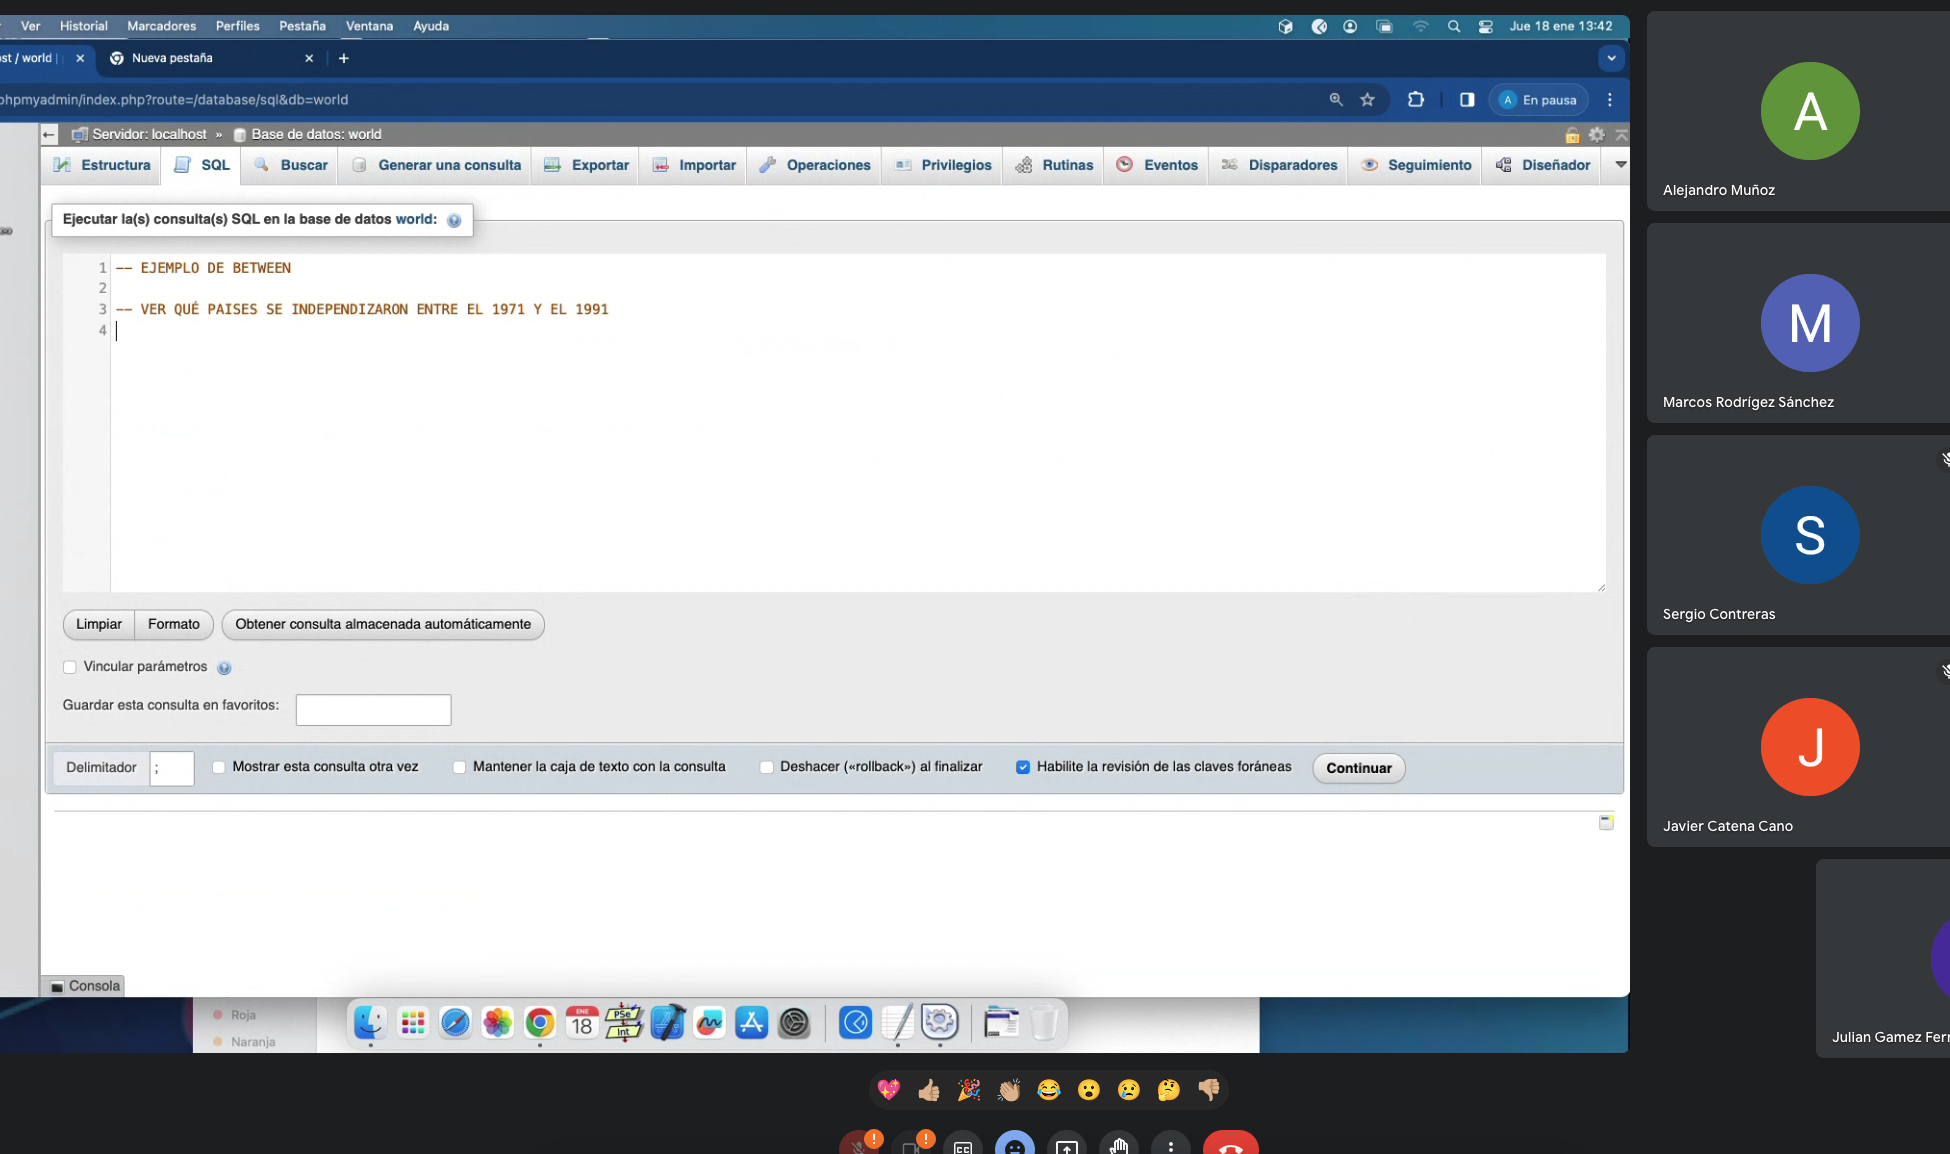 Ver Historial Marcadores Perfiles Pestaña Ventana Ayuda Jue 18 ene 13:42
ost / world | Nueva pestaña
phpmyadmin/index.php?route=/database/sql&db=world A En pausa
Servidor: localhost » Base de datos: world
Estructura SQL Buscar Generar una consulta Exportar Importar Operaciones Privilegios Rutinas Eventos Disparadores Seguimiento Diseñador
Ejecutar la(s) consulta(s) SQL en la base de datos world:
1 -- EJEMPLO DE BETWEEN
2
3 -- VER QUÉ PAISES SE INDEPENDIZARON ENTRE EL 1971 Y EL 1991
4
Limpiar Formato Obtener consulta almacenada automáticamente
Vincular parámetros
Guardar esta consulta en favoritos:
Delimitador ; Mostrar esta consulta otra vez Mantener la caja de texto con la consulta Deshacer («rollback») al finalizar Habilite la revisión de las claves foráneas Continuar
Consola
Roja
Naranja
ENE
18
PSe
Int
A
Alejandro Muñoz
M
Marcos Rodrígez Sánchez
S
Sergio Contreras
J
Javier Catena Cano
Julian Gamez Ferr
! ! CC